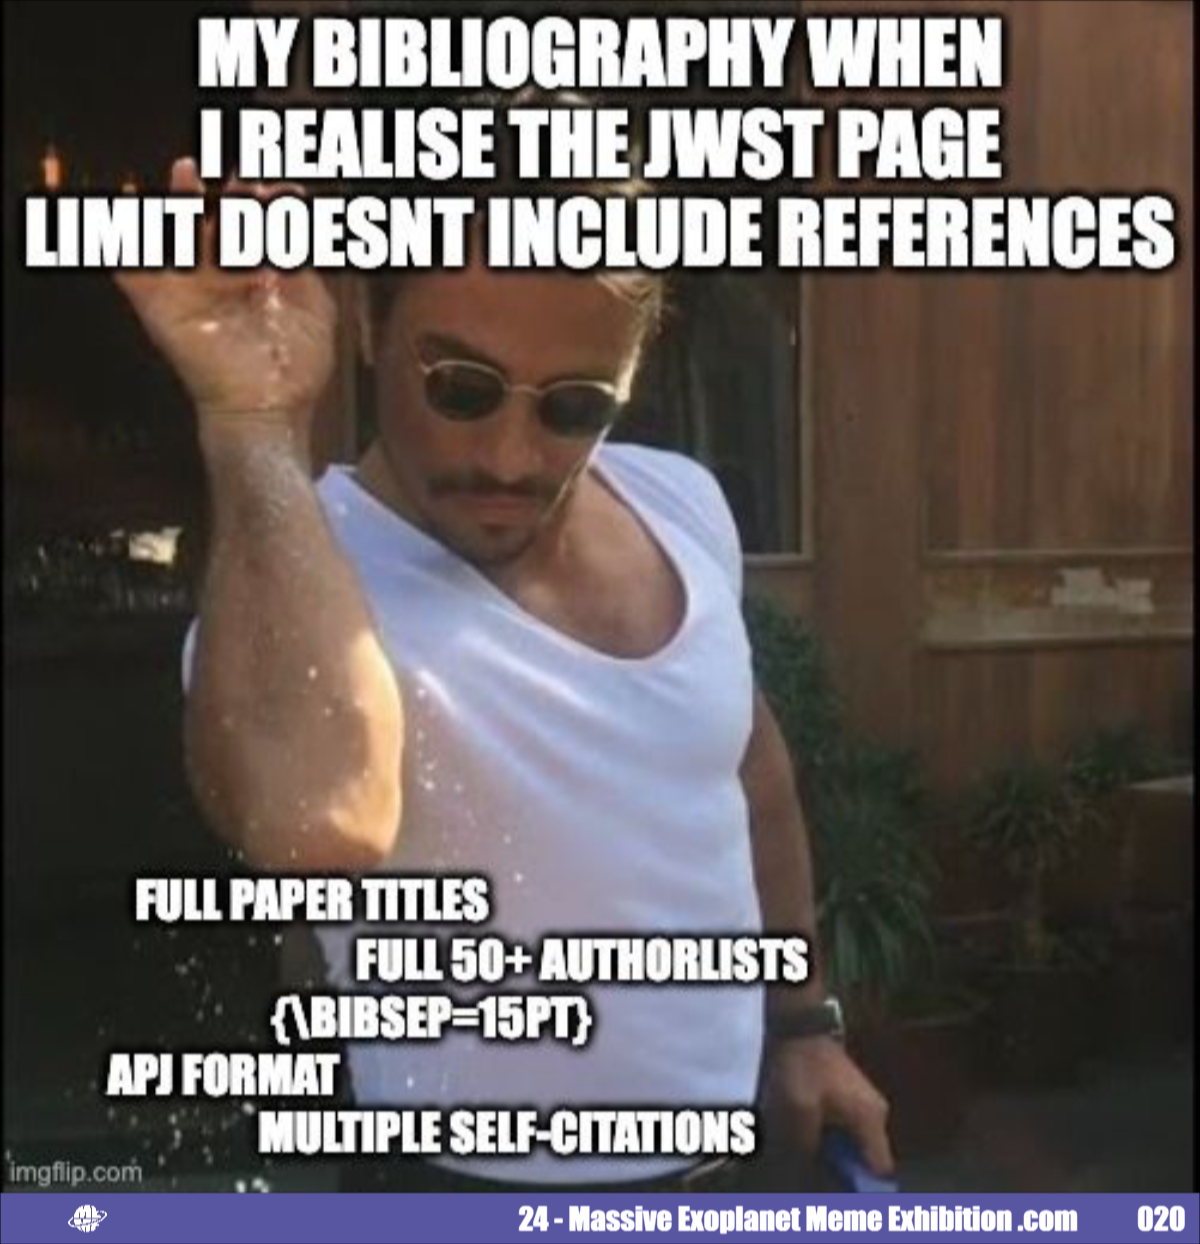 MY BIBLIOGRAPHY WHEN
I REALISE THE JWST PAGE
LIMIT DOESNT INCLUDE REFERENCES
FULL PAPER TITLES
FULL 50+ AUTHORLISTS
{\BIBSEP=15PT}
APJ FORMAT
MULTIPLE SELF-CITATIONS
imgflip.com
24 - Massive Exoplanet Meme Exhibition .com 020